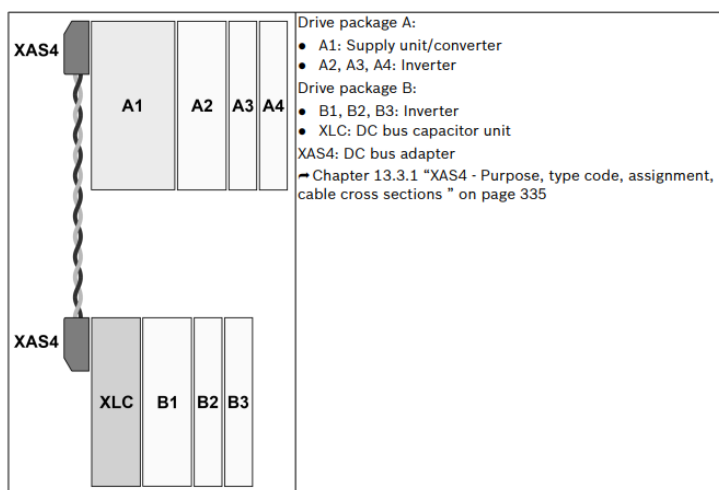 XAS4
A1
A2
A3
A4
XAS4
XLC
B1
B2
B3
Drive package A:
● A1: Supply unit/converter
● A2, A3, A4: Inverter
Drive package B:
● B1, B2, B3: Inverter
● XLC: DC bus capacitor unit
XAS4: DC bus adapter
➦ Chapter 13.3.1 “XAS4 - Purpose, type code, assignment,
cable cross sections ” on page 335